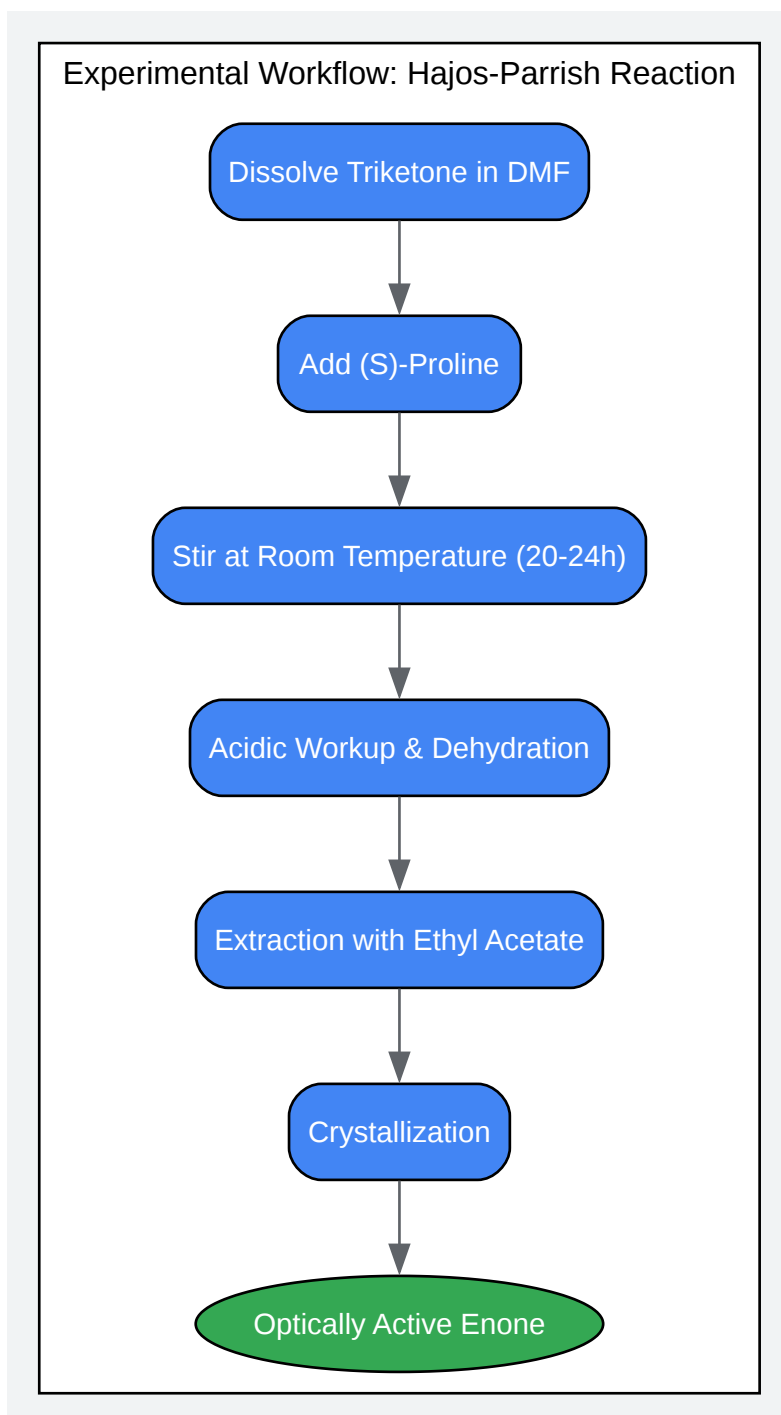 Experimental Workflow: Hajos-Parrish Reaction
Dissolve Triketone in DMF
Add (S)-Proline
Stir at Room Temperature (20-24h)
Acidic Workup & Dehydration
Extraction with Ethyl Acetate
Crystallization
Optically Active Enone